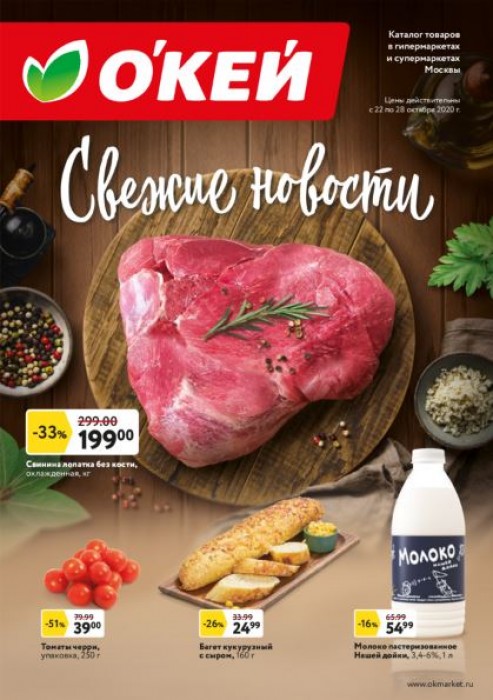 О'КЕЙ
Каталог товаров
в гипермаркетах
и супермаркетах
Москвы
Цены действительны
с 22 по 28 октября 2020 г.
Свежие новости
-33%
299.00
199 00
Свинина лопатка без кости,
охлажденная, кг
-51%
79.99
39 00
Томаты черри,
упаковка, 250 г
-26%
33.99
24 99
Багет кукурузный
с сыром, 160 г
МОЛОКО
НАШЕЙ
ДОЙКИ
-16%
65.99
54 99
Молоко пастеризованное
Нашей дойки, 3,4-6%, 1 л
www.okmarket.ru